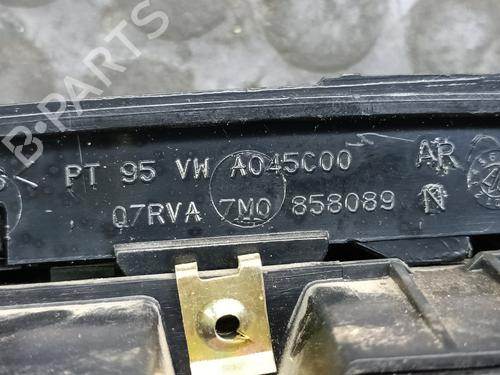 B-PARTS
PT 95 VW A045C00 AR
Q7RVA 7M0 858089 N